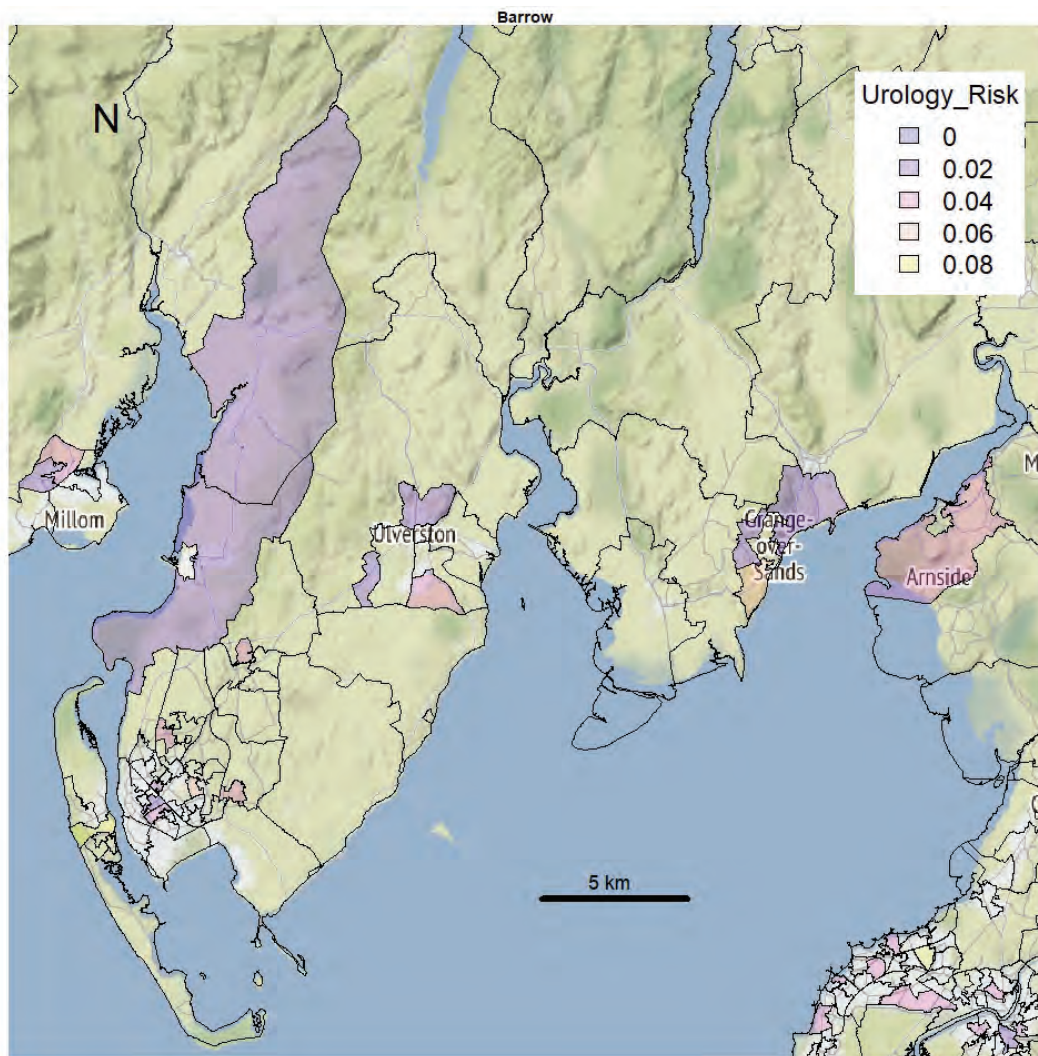 Barrow
N
Urology_Risk
0
0.02
0.04
0.06
0.08
Millom
Ulverston
Grange-
over-
Sands
Arnside
M
5 km